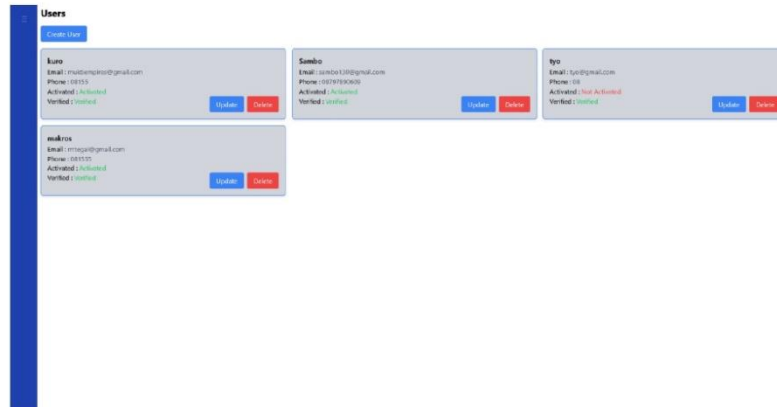 Users
Create User
kuro
Email :
Phone : 08155
Activated : Activated
Verified : Verified
Update Delete
Sambo
Email :
Phone :
Activated : Activated
Verified : Verified
Update Delete
tyo
Email : tyo@gmail.com
Phone : 08
Activated : Not Activated
Verified : Verified
Update Delete
makros
Email :
Phone :
Activated : Activated
Verified : Verified
Update Delete